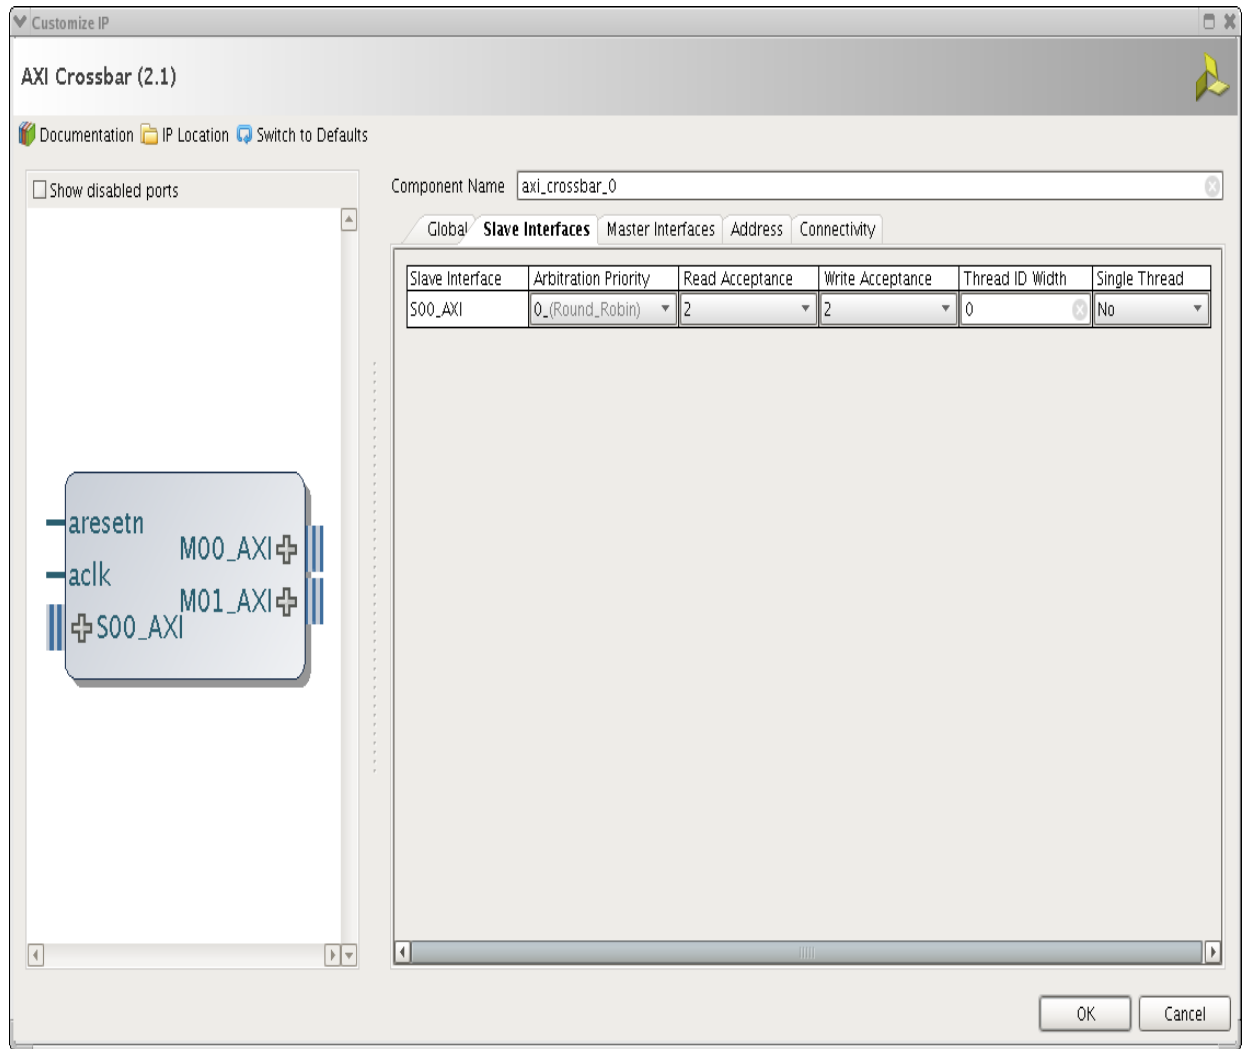 Customize IP
AXI Crossbar (2.1)
Documentation IP Location Switch to Defaults
Show disabled ports
Component Name axi_crossbar_0
Global Slave Interfaces Master Interfaces Address Connectivity
Slave Interface Arbitration Priority Read Acceptance Write Acceptance Thread ID Width Single Thread
S00_AXI 0_(Round_Robin) 2 2 0 No
aresetn
M00_AXI
aclk
M01_AXI
S00_AXI
OK Cancel